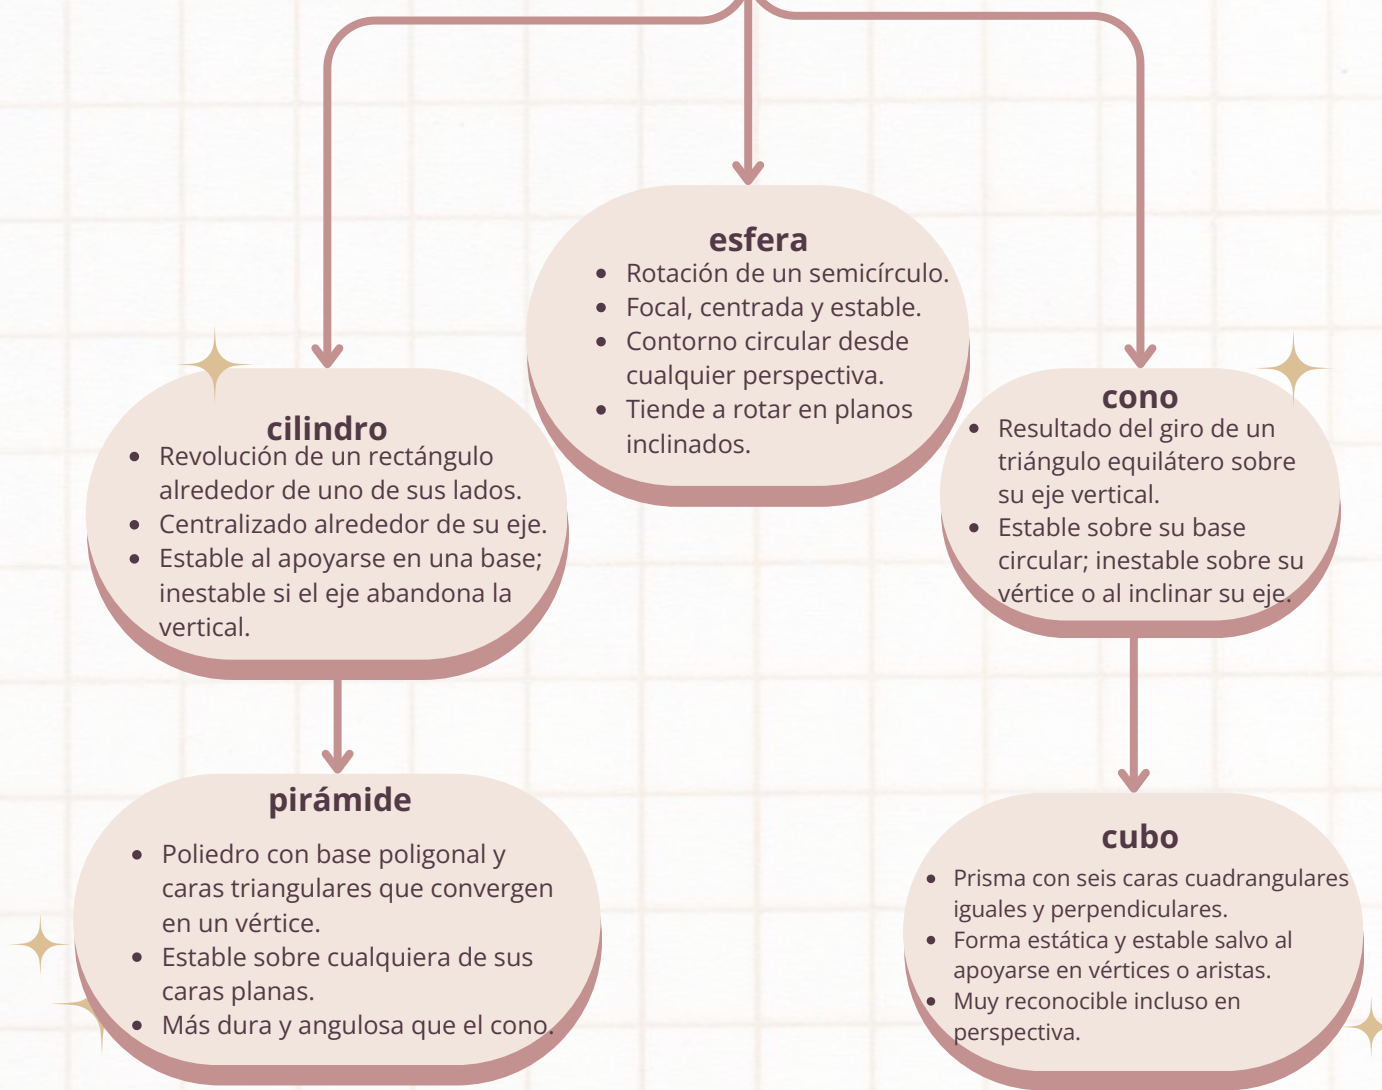 esfera
• Rotación de un semicírculo.
• Focal, centrada y estable.
• Contorno circular desde
cualquier perspectiva.
• Tiende a rotar en planos
inclinados.
cilindro
• Revolución de un rectángulo
alrededor de uno de sus lados.
• Centralizado alrededor de su eje.
• Estable al apoyarse en una base;
inestable si el eje abandona la
vertical.
cono
• Resultado del giro de un
triángulo equilátero sobre
su eje vertical.
• Estable sobre su base
circular; inestable sobre su
vértice o al inclinar su eje.
pirámide
• Poliedro con base poligonal y
caras triangulares que convergen
en un vértice.
• Estable sobre cualquiera de sus
caras planas.
• Más dura y angulosa que el cono.
cubo
• Prisma con seis caras cuadrangulares
iguales y perpendiculares.
• Forma estática y estable salvo al
apoyarse en vértices o aristas.
• Muy reconocible incluso en
perspectiva.